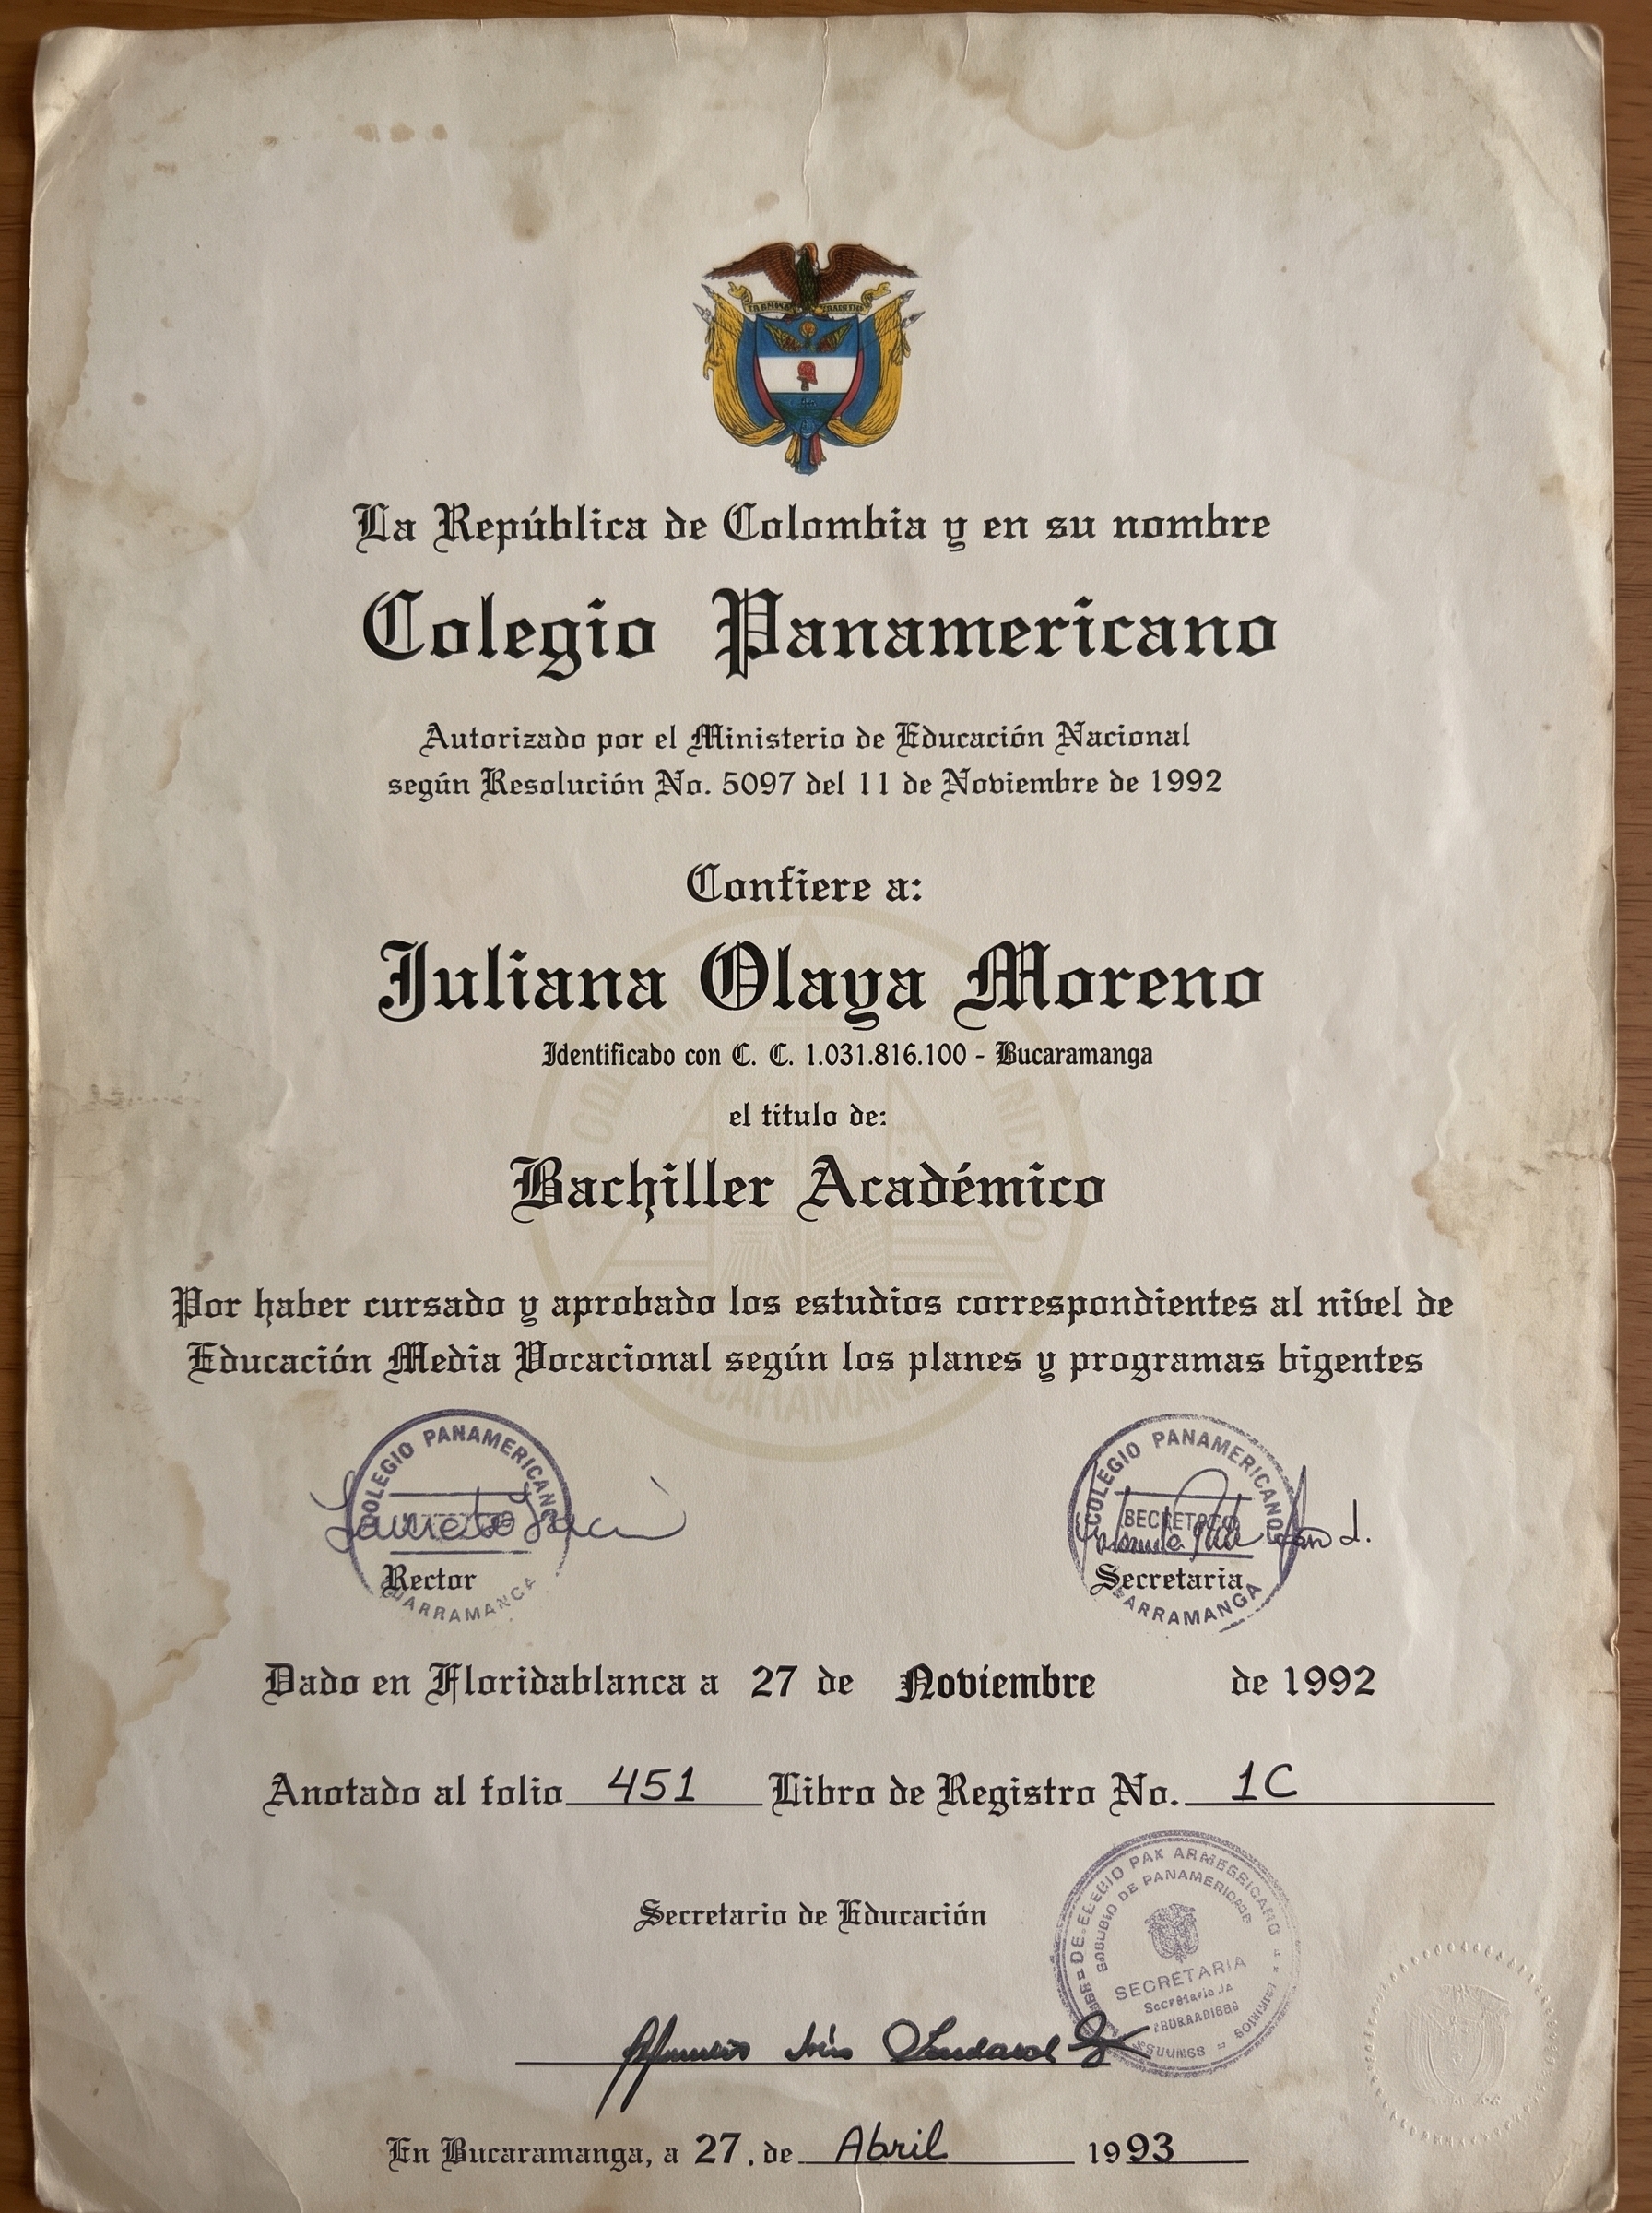 La República de Colombia y en su nombre
Colegio Panamericano
Autorizado por el Ministerio de Educación Nacional
según Resolución No. 5097 del 11 de Noviembre de 1992
Confiere a:
Juliana Olaya Moreno
Identificado con C. C. 1.031.816.100 - Bucaramanga
el título de:
Bachiller Académico
Por haber cursado y aprobado los estudios correspondientes al nivel de
Educación Media Vocacional según los planes y programas bigentes
COLEGIO PANAMERICANO
Rector
COLEGIO PANAMERICANO
Secretaria
Dado en Floridablanca a 27 de Noviembre de 1992
Anotado al folio 451 Libro de Registro No. 1C
Secretario de Educación
SECRETARIA
En Bucaramanga, a 27. de Abril 1993